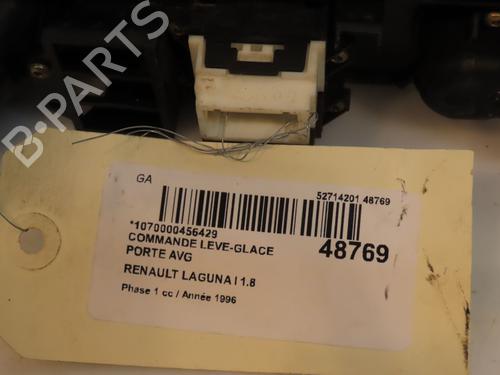 B-PARTS
GA
52714201 48769
*1070000456429
COMMANDE LEVE-GLACE
PORTE AVG
48769
RENAULT LAGUNA I 1.8
Phase 1 cc / Année 1996